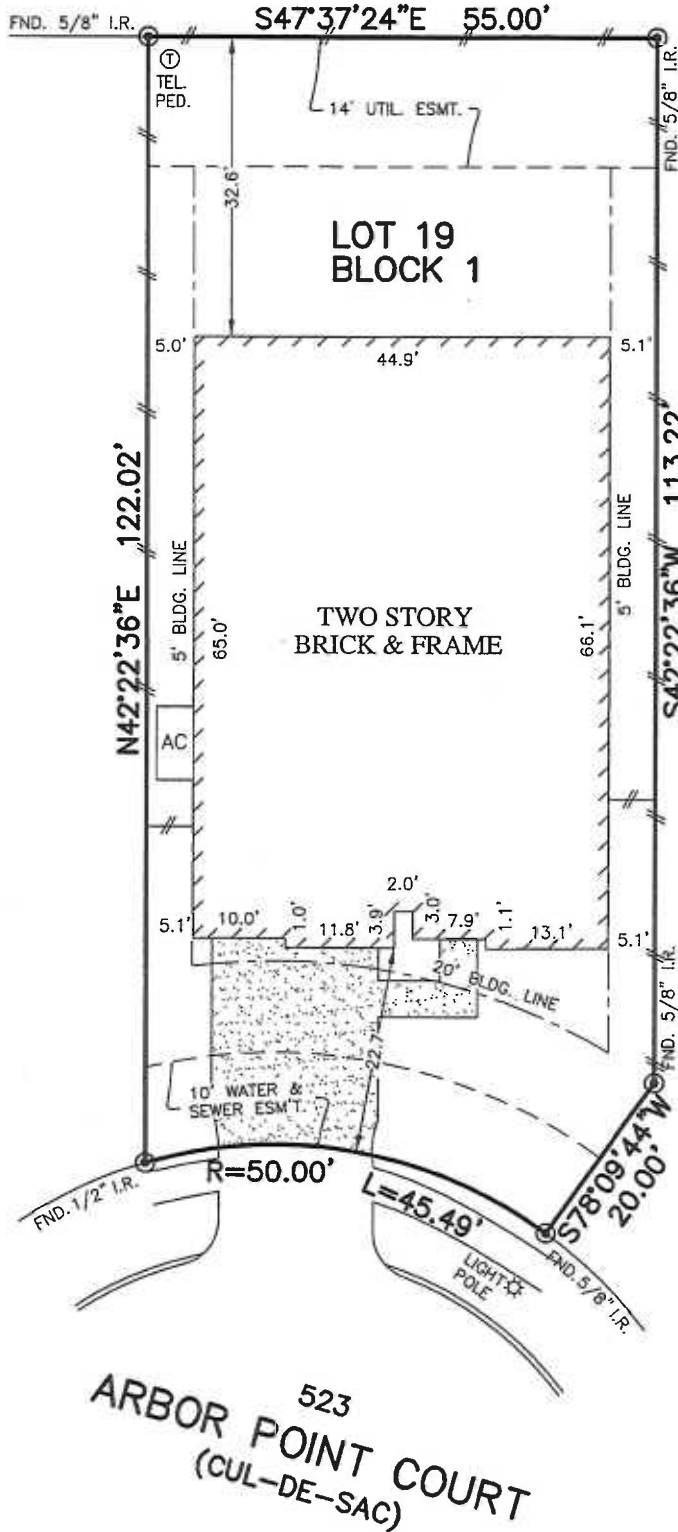 FND. 5/8" I.R.
S47°37'24"E 55.00'
T
TEL.
PED.
FND. 5/8" I.R.
14' UTIL. ESMT.
32.6'
LOT 19
BLOCK 1
5.0'
44.9'
5.1'
N42°22'36"E 122.02'
5' BLDG. LINE
65.0'
TWO STORY
BRICK & FRAME
66.1'
5' BLDG. LINE
S42°22'36"W 113.22'
AC
5.1'
10.0'
1.0'
11.8'
3.9'
2.0'
3.0'
7.9'
1.1'
13.1'
5.1'
20' BLDG. LINE
22.7'
10' WATER &
SEWER ESM'T.
FND. 5/8" I.R.
S78°09'44"W
20.00'
R=50.00'
L=45.49'
FND. 1/2" I.R.
FND. 5/8" I.R.
LIGHT
POLE
523
ARBOR POINT COURT
(CUL-DE-SAC)